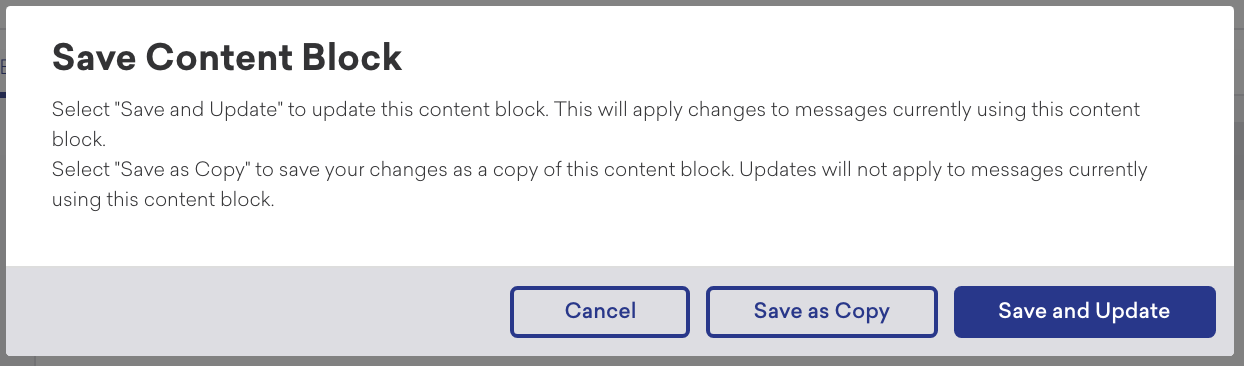 Save Content Block
Select "Save and Update" to update this content block. This will apply changes to messages currently using this content
block.
Select "Save as Copy" to save your changes as a copy of this content block. Updates will not apply to messages currently
using this content block.
Cancel
Save as Copy
Save and Update